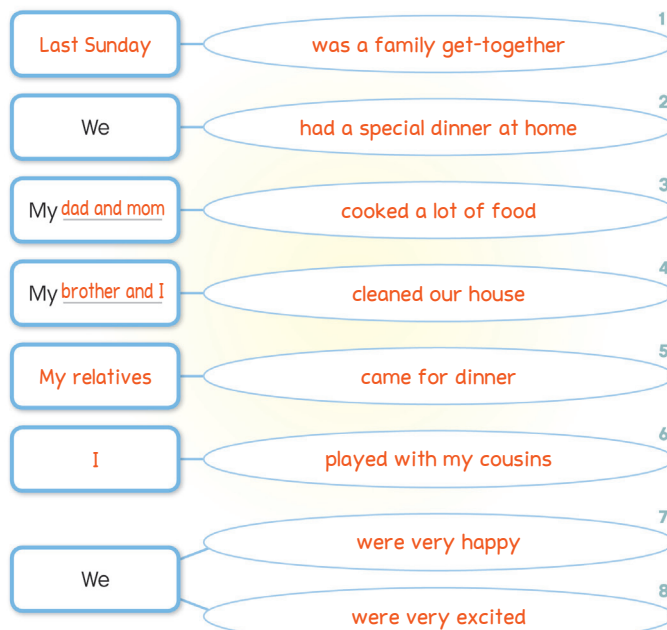 Last Sunday
was a family get-together
1
We
had a special dinner at home
2
My dad and mom
cooked a lot of food
3
My brother and I
cleaned our house
4
My relatives
came for dinner
5
I
played with my cousins
6
We
were very happy
7
were very excited
8